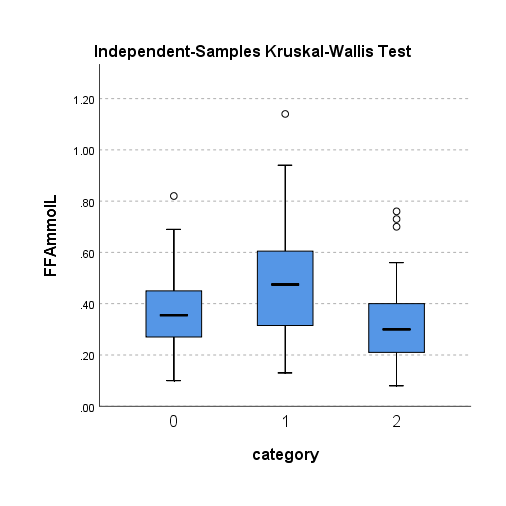 Independent-Samples Kruskal-Wallis Test
1.20
1.00
.80
.60
.40
.20
.00
FFAmmolL
0 1 2
category